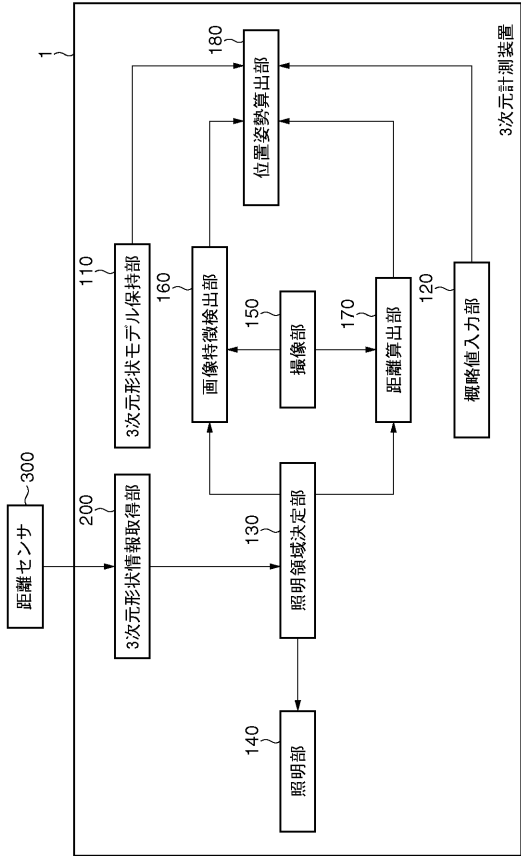 距離センサ
300
1
200
3次元形状情報取得部
110
3次元形状モデル保持部
140
照明部
130
照明領域決定部
160
画像特徴検出部
150
撮像部
170
距離算出部
120
概略値入力部
180
位置姿勢算出部
3次元計測装置